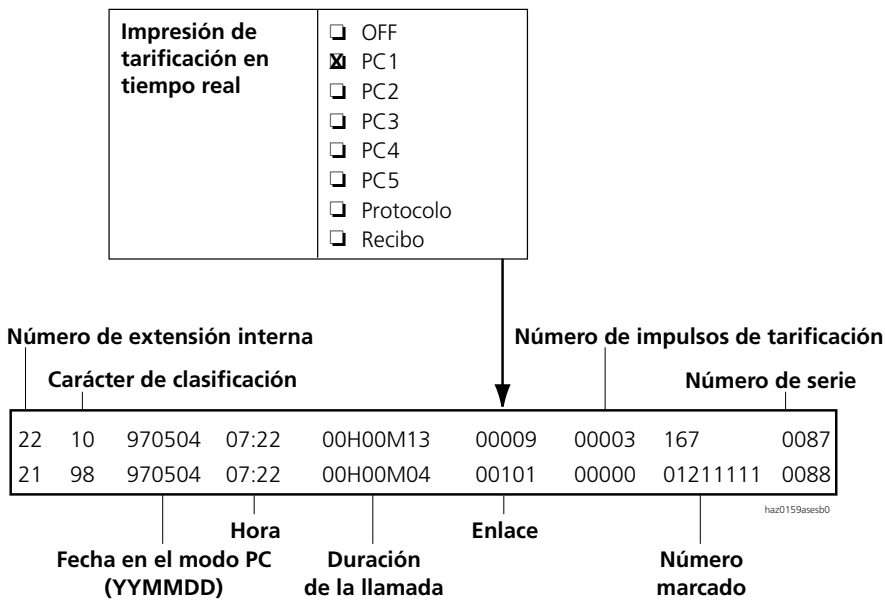 Impresión de
tarificación en
tiempo real
OFF
PC1
PC2
PC3
PC4
PC5
Protocolo
Recibo
Número de extensión interna
Número de impulsos de tarificación
Carácter de clasificación
Número de serie
22 10 970504 07:22 00H00M13 00009 00003 167 0087
21 98 970504 07:22 00H00M04 00101 00000 01211111 0088
haz0159asesb0
Hora
Enlace
Fecha en el modo PC
(YYMMDD)
Duración
de la llamada
Número
marcado